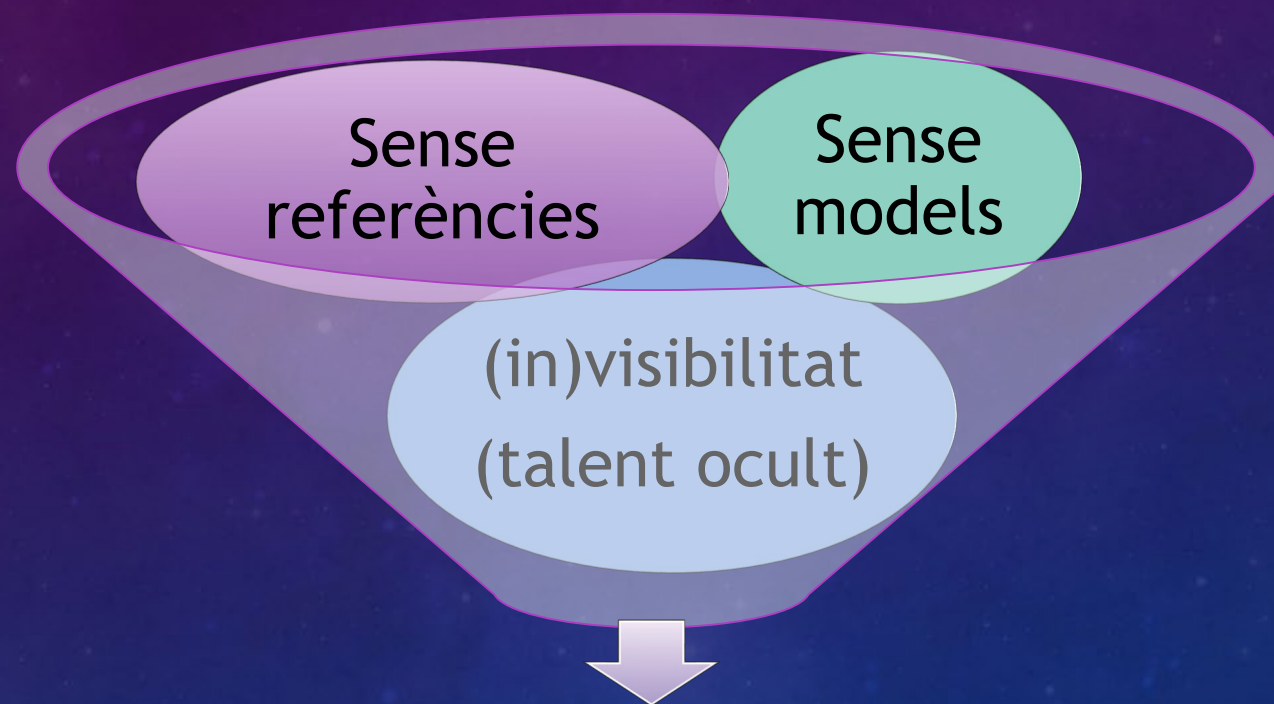 Sense
referències
Sense
models
(in)visibilitat
(talent ocult)